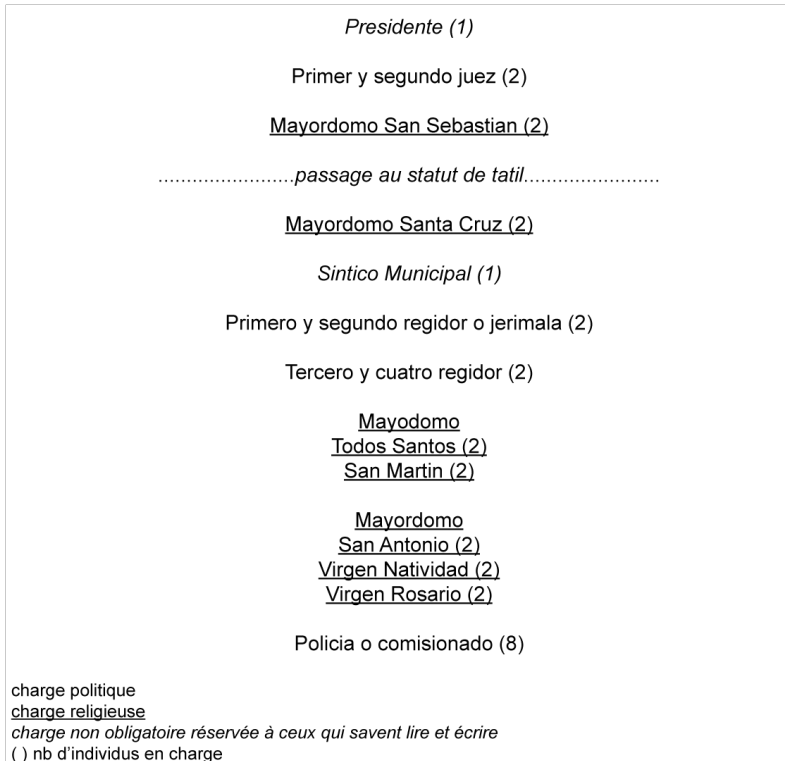 Presidente (1)
Primer y segundo juez (2)
Mayordomo San Sebastian (2)
........................passage au statut de tatil........................
Mayordomo Santa Cruz (2)
Sintico Municipal (1)
Primero y segundo regidor o jerimala (2)
Tercero y cuatro regidor (2)
Mayodomo
Todos Santos (2)
San Martin (2)
Mayordomo
San Antonio (2)
Virgen Natividad (2)
Virgen Rosario (2)
Policia o comisionado (8)
charge politique
charge religieuse
charge non obligatoire réservée à ceux qui savent lire et écrire
( ) nb d'individus en charge